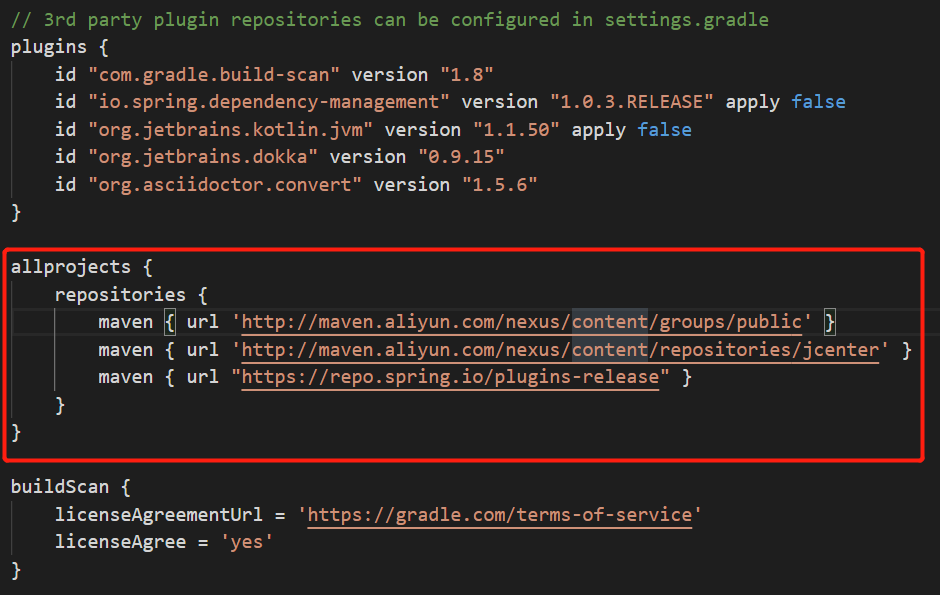 // 3rd party plugin repositories can be configured in settings.gradle
plugins {
    id "com.gradle.build-scan" version "1.8"
    id "io.spring.dependency-management" version "1.0.3.RELEASE" apply false
    id "org.jetbrains.kotlin.jvm" version "1.1.50" apply false
    id "org.jetbrains.dokka" version "0.9.15"
    id "org.asciidoctor.convert" version "1.5.6"
}
allprojects {
    repositories {
        maven { url 'http://maven.aliyun.com/nexus/content/groups/public' }
        maven { url 'http://maven.aliyun.com/nexus/content/repositories/jcenter' }
        maven { url "https://repo.spring.io/plugins-release" }
    }
}
buildScan {
    licenseAgreementUrl = 'https://gradle.com/terms-of-service'
    licenseAgree = 'yes'
}